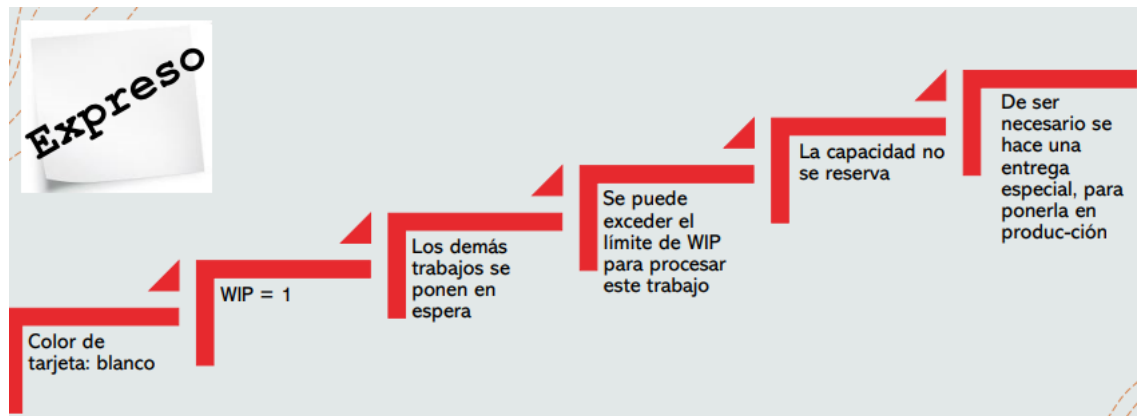 Expreso
Color de
tarjeta: blanco
WIP = 1
Los demás
trabajos se
ponen en
espera
Se puede
exceder el
límite de WIP
para procesar
este trabajo
La capacidad no
se reserva
De ser
necesario se
hace una
entrega
especial, para
ponerla en
produc-ción